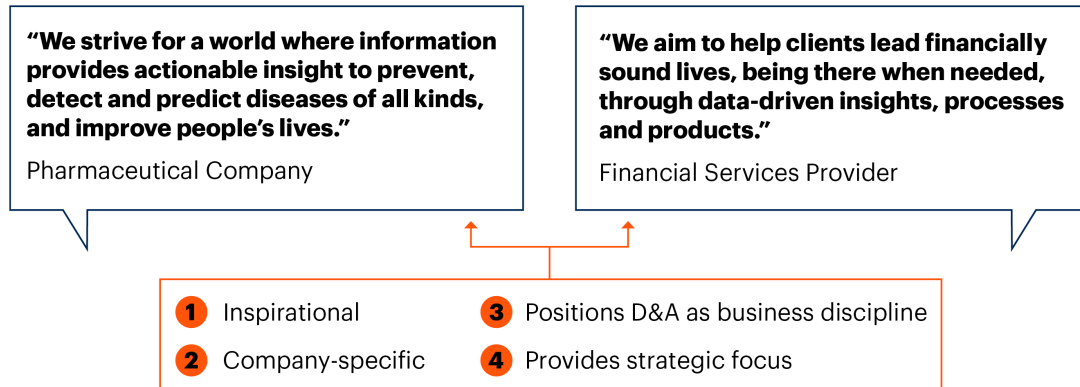 “We strive for a world where information
provides actionable insight to prevent,
detect and predict diseases of all kinds,
and improve people’s lives.”
Pharmaceutical Company
“We aim to help clients lead financially
sound lives, being there when needed,
through data-driven insights, processes
and products.”
Financial Services Provider
1 Inspirational
2 Company-specific
3 Positions D&A as business discipline
4 Provides strategic focus